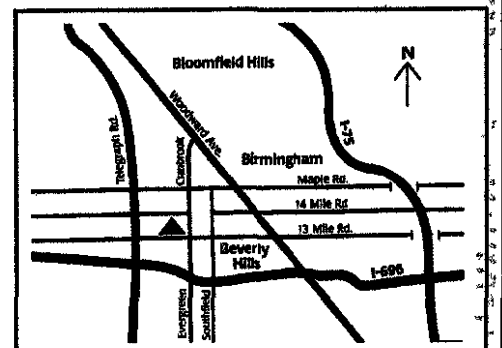 Bloomfield Hills
N
Woodward Ave.
I-75
Telegraph Rd.
Cranbrook
Birmingham
Maple Rd.
14 Mile Rd
13 Mile Rd.
Beverly
Hills
I-696
Evergreen
Southfield